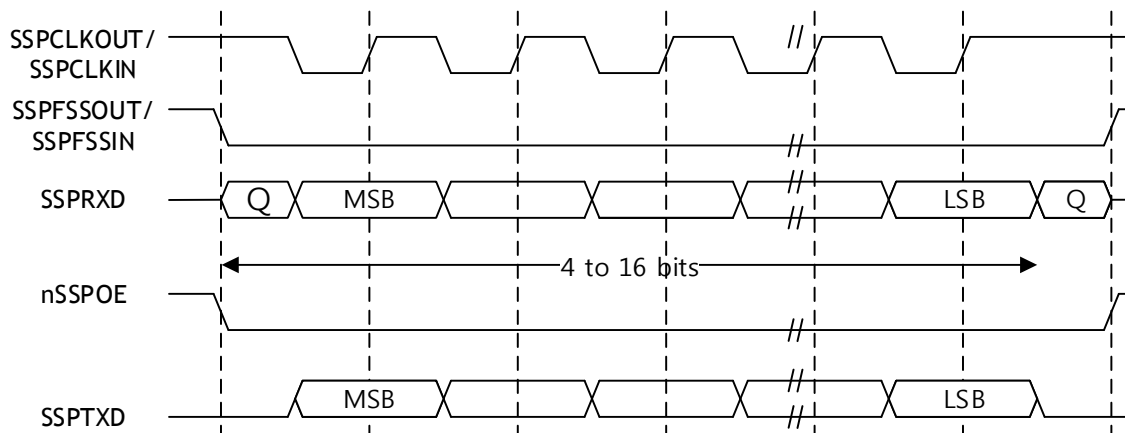 SSPCLKOUT/
SSPCLKIN
SSPFSSOUT/
SSPFSSIN
SSPRXD
Q MSB LSB Q
4 to 16 bits
nSSPOE
SSPTXD
MSB LSB